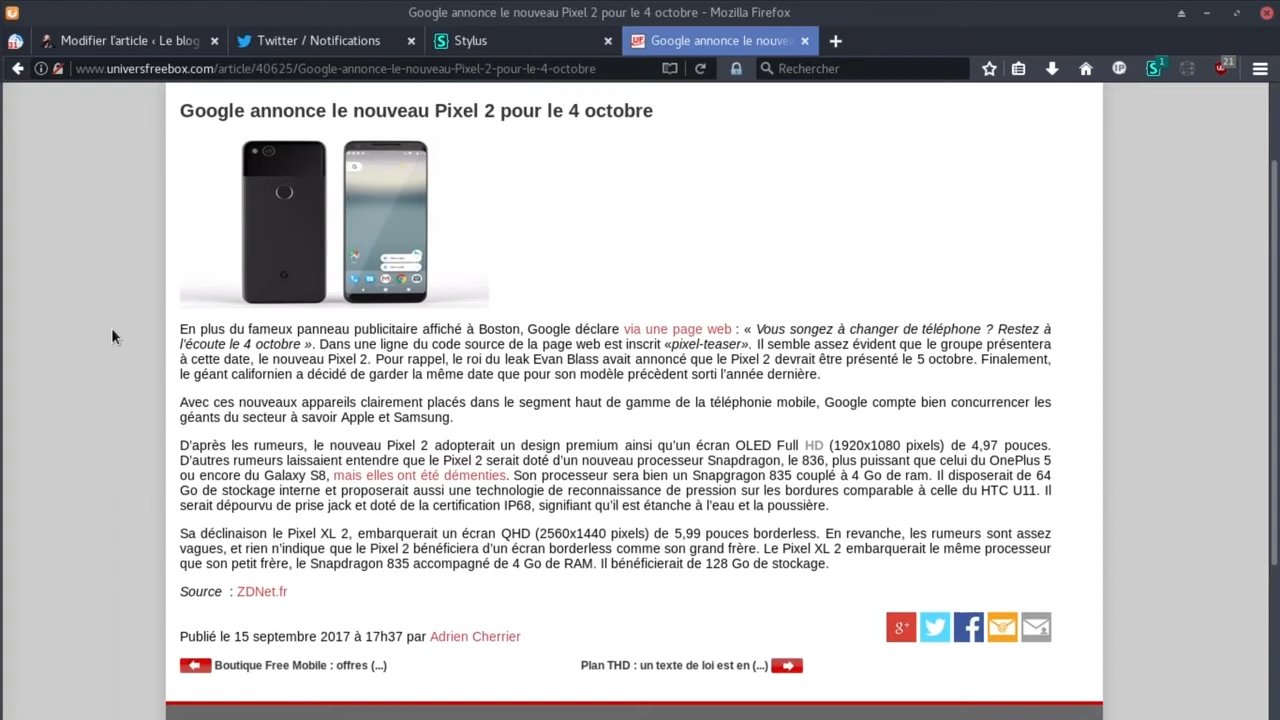 Google annonce le nouveau Pixel 2 pour le 4 octobre - Mozilla Firefox
Modifier l'article ‹ Le blog
Twitter / Notifications
Stylus
Google annonce le nouvea
www.universfreebox.com/article/40625/Google-annonce-le-nouveau-Pixel-2-pour-le-4-octobre
Rechercher
1
21
Google annonce le nouveau Pixel 2 pour le 4 octobre
En plus du fameux panneau publicitaire affiché à Boston, Google déclare via une page web : « Vous songez à changer de téléphone ? Restez à
l'écoute le 4 octobre ». Dans une ligne du code source de la page web est inscrit «pixel-teaser». Il semble assez évident que le groupe présentera
à cette date, le nouveau Pixel 2. Pour rappel, le roi du leak Evan Blass avait annoncé que le Pixel 2 devrait être présenté le 5 octobre. Finalement,
le géant californien a décidé de garder la même date que pour son modèle précèdent sorti l'année dernière.
Avec ces nouveaux appareils clairement placés dans le segment haut de gamme de la téléphonie mobile, Google compte bien concurrencer les
géants du secteur à savoir Apple et Samsung.
D'après les rumeurs, le nouveau Pixel 2 adopterait un design premium ainsi qu'un écran OLED Full HD (1920x1080 pixels) de 4,97 pouces.
D'autres rumeurs laissaient entendre que le Pixel 2 serait doté d'un nouveau processeur Snapdragon, le 836, plus puissant que celui du OnePlus 5
ou encore du Galaxy S8, mais elles ont été démenties. Son processeur sera bien un Snapgragon 835 couplé à 4 Go de ram. Il disposerait de 64
Go de stockage interne et proposerait aussi une technologie de reconnaissance de pression sur les bordures comparable à celle du HTC U11. Il
serait dépourvu de prise jack et doté de la certification IP68, signifiant qu'il est étanche à l'eau et la poussière.
Sa déclinaison le Pixel XL 2, embarquerait un écran QHD (2560x1440 pixels) de 5,99 pouces borderless. En revanche, les rumeurs sont assez
vagues, et rien n'indique que le Pixel 2 bénéficiera d'un écran borderless comme son grand frère. Le Pixel XL 2 embarquerait le même processeur
que son petit frère, le Snapdragon 835 accompagné de 4 Go de RAM. Il bénéficierait de 128 Go de stockage.
Source : ZDNet.fr
Publié le 15 septembre 2017 à 17h37 par Adrien Cherrier
Boutique Free Mobile : offres (...)
Plan THD : un texte de loi est en (...)